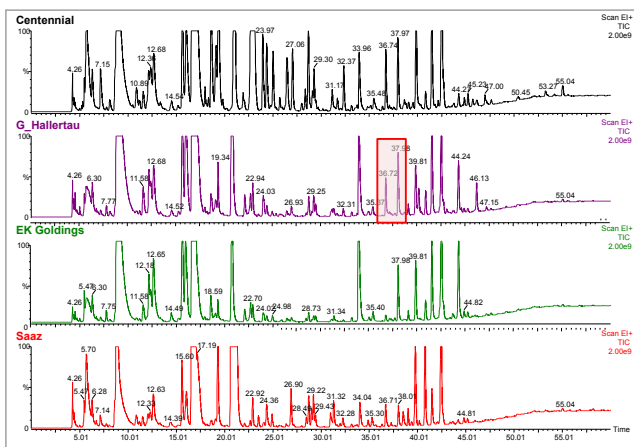 Centennial
Scan EI+
TIC
2.00e9
100
%
0
4.26 7.15 10.89 12.38 12.68 14.54 23.97 27.06 29.30 31.17 32.37 33.96 35.48 36.74 37.97 44.27 45.23 47.00 50.45 53.27 55.04
G_Hallertau
Scan EI+
TIC
2.00e9
100
%
0
4.26 6.30 7.77 11.58 12.68 14.52 19.34 22.94 24.03 26.93 29.25 32.31 36.72 37.98 39.81 44.24 46.13 47.15 55.04
EK Goldings
Scan EI+
TIC
2.00e9
100
%
0
4.26 5.47 6.30 7.75 11.58 12.18 12.65 14.49 18.59 22.70 24.02 24.98 28.73 31.34 35.40 37.98 39.81 44.82
Saaz
Scan EI+
TIC
2.00e9
100
%
0
4.26 5.47 5.70 6.28 7.14 12.33 12.63 14.39 15.60 17.19 22.92 24.36 26.90 28.49 29.22 29.43 31.32 32.28 34.04 35.30 36.71 38.01 44.81 55.04
Time
5.01 10.01 15.01 20.01 25.01 30.01 35.01 40.01 45.01 50.01 55.01